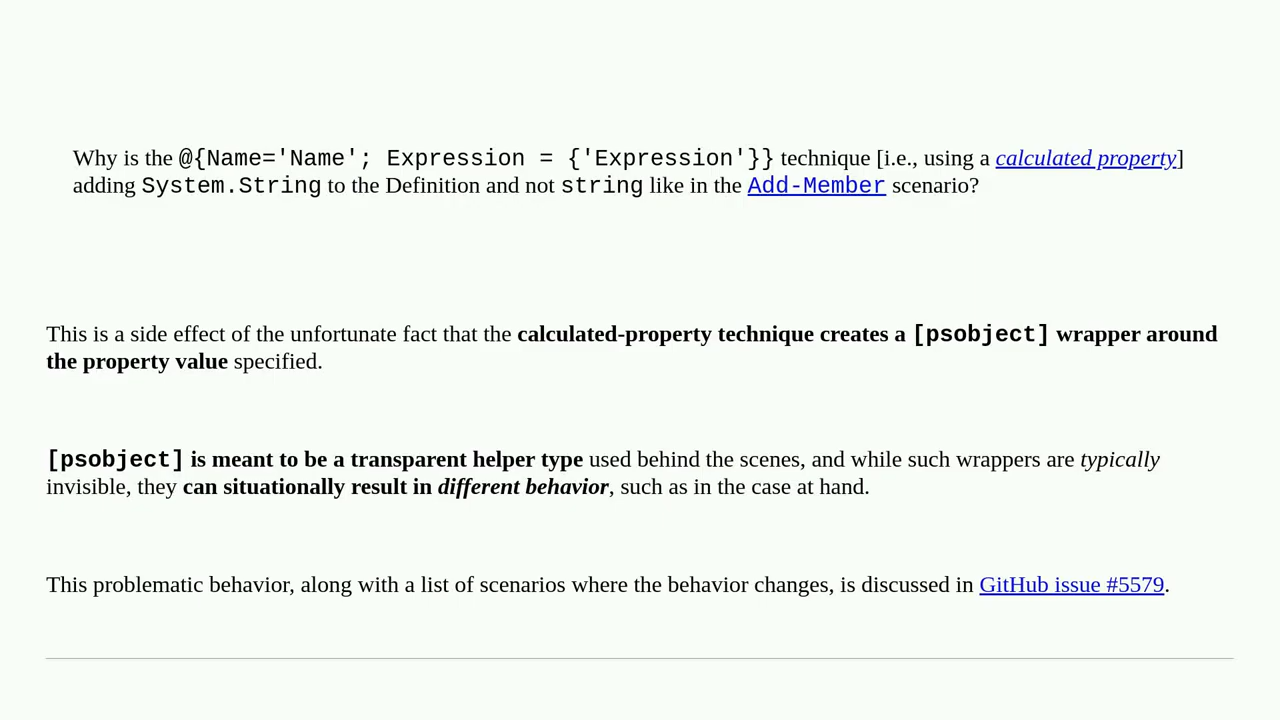 Why is the @{Name='Name'; Expression = {'Expression'}} technique [i.e., using a calculated property]
adding System.String to the Definition and not string like in the Add-Member scenario?
This is a side effect of the unfortunate fact that the calculated-property technique creates a [psobject] wrapper around
the property value specified.
[psobject] is meant to be a transparent helper type used behind the scenes, and while such wrappers are typically
invisible, they can situationally result in different behavior, such as in the case at hand.
This problematic behavior, along with a list of scenarios where the behavior changes, is discussed in GitHub issue #5579.